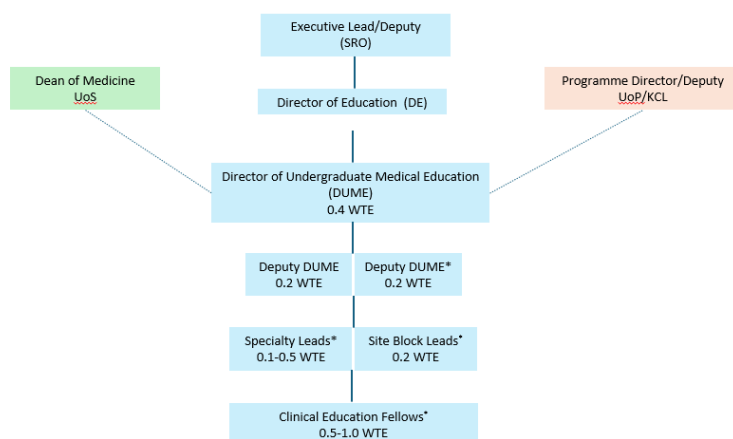 Executive Lead/Deputy
(SRO)
Dean of Medicine
UoS
Programme Director/Deputy
UoP/KCL
Director of Education (DE)
Director of Undergraduate Medical Education
(DUME)
0.4 WTE
Deputy DUME
0.2 WTE
Deputy DUME*
0.2 WTE
Specialty Leads*
0.1-0.5 WTE
Site Block Leads*
0.2 WTE
Clinical Education Fellows*
0.5-1.0 WTE